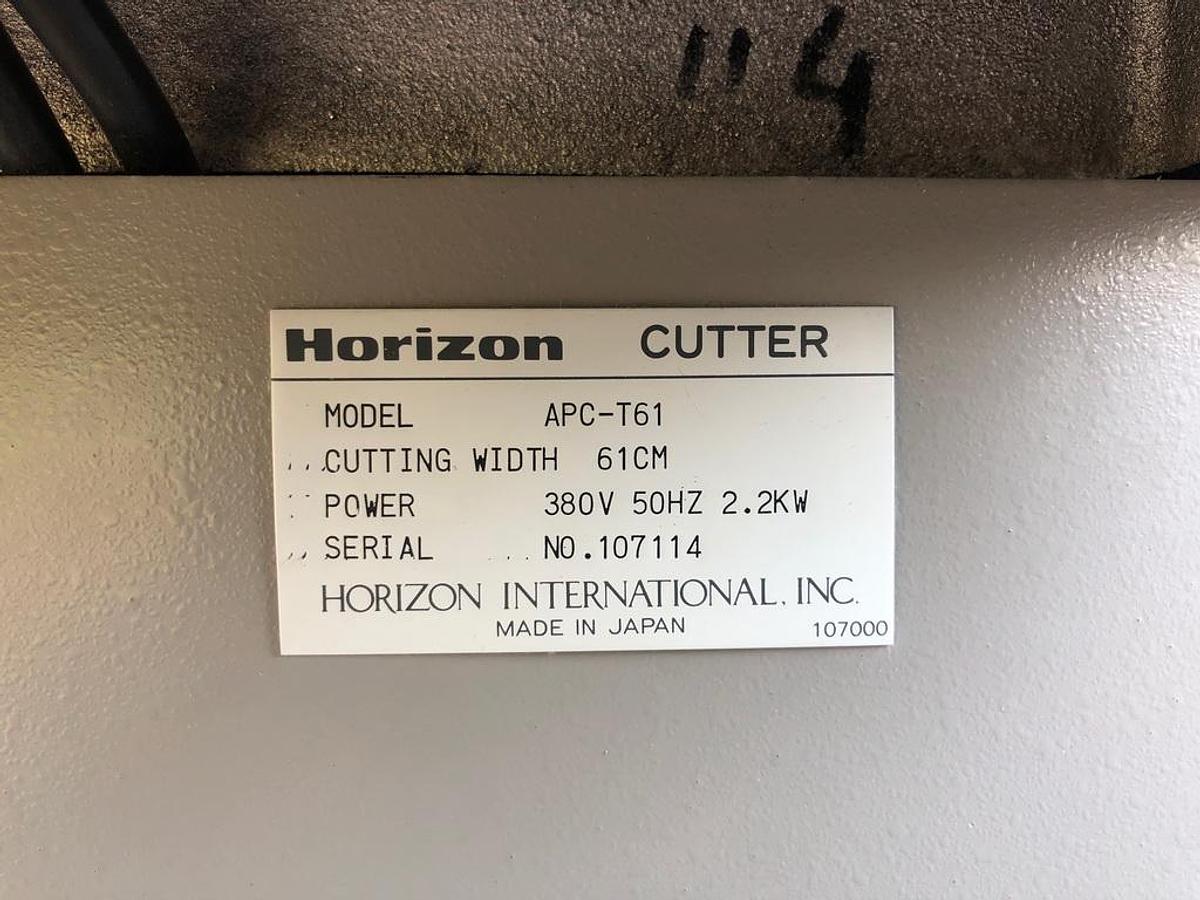 114
Horizon CUTTER
MODEL APC-T61
CUTTING WIDTH 61CM
POWER 380V 50HZ 2.2KW
SERIAL NO.107114
HORIZON INTERNATIONAL, INC.
MADE IN JAPAN 107000